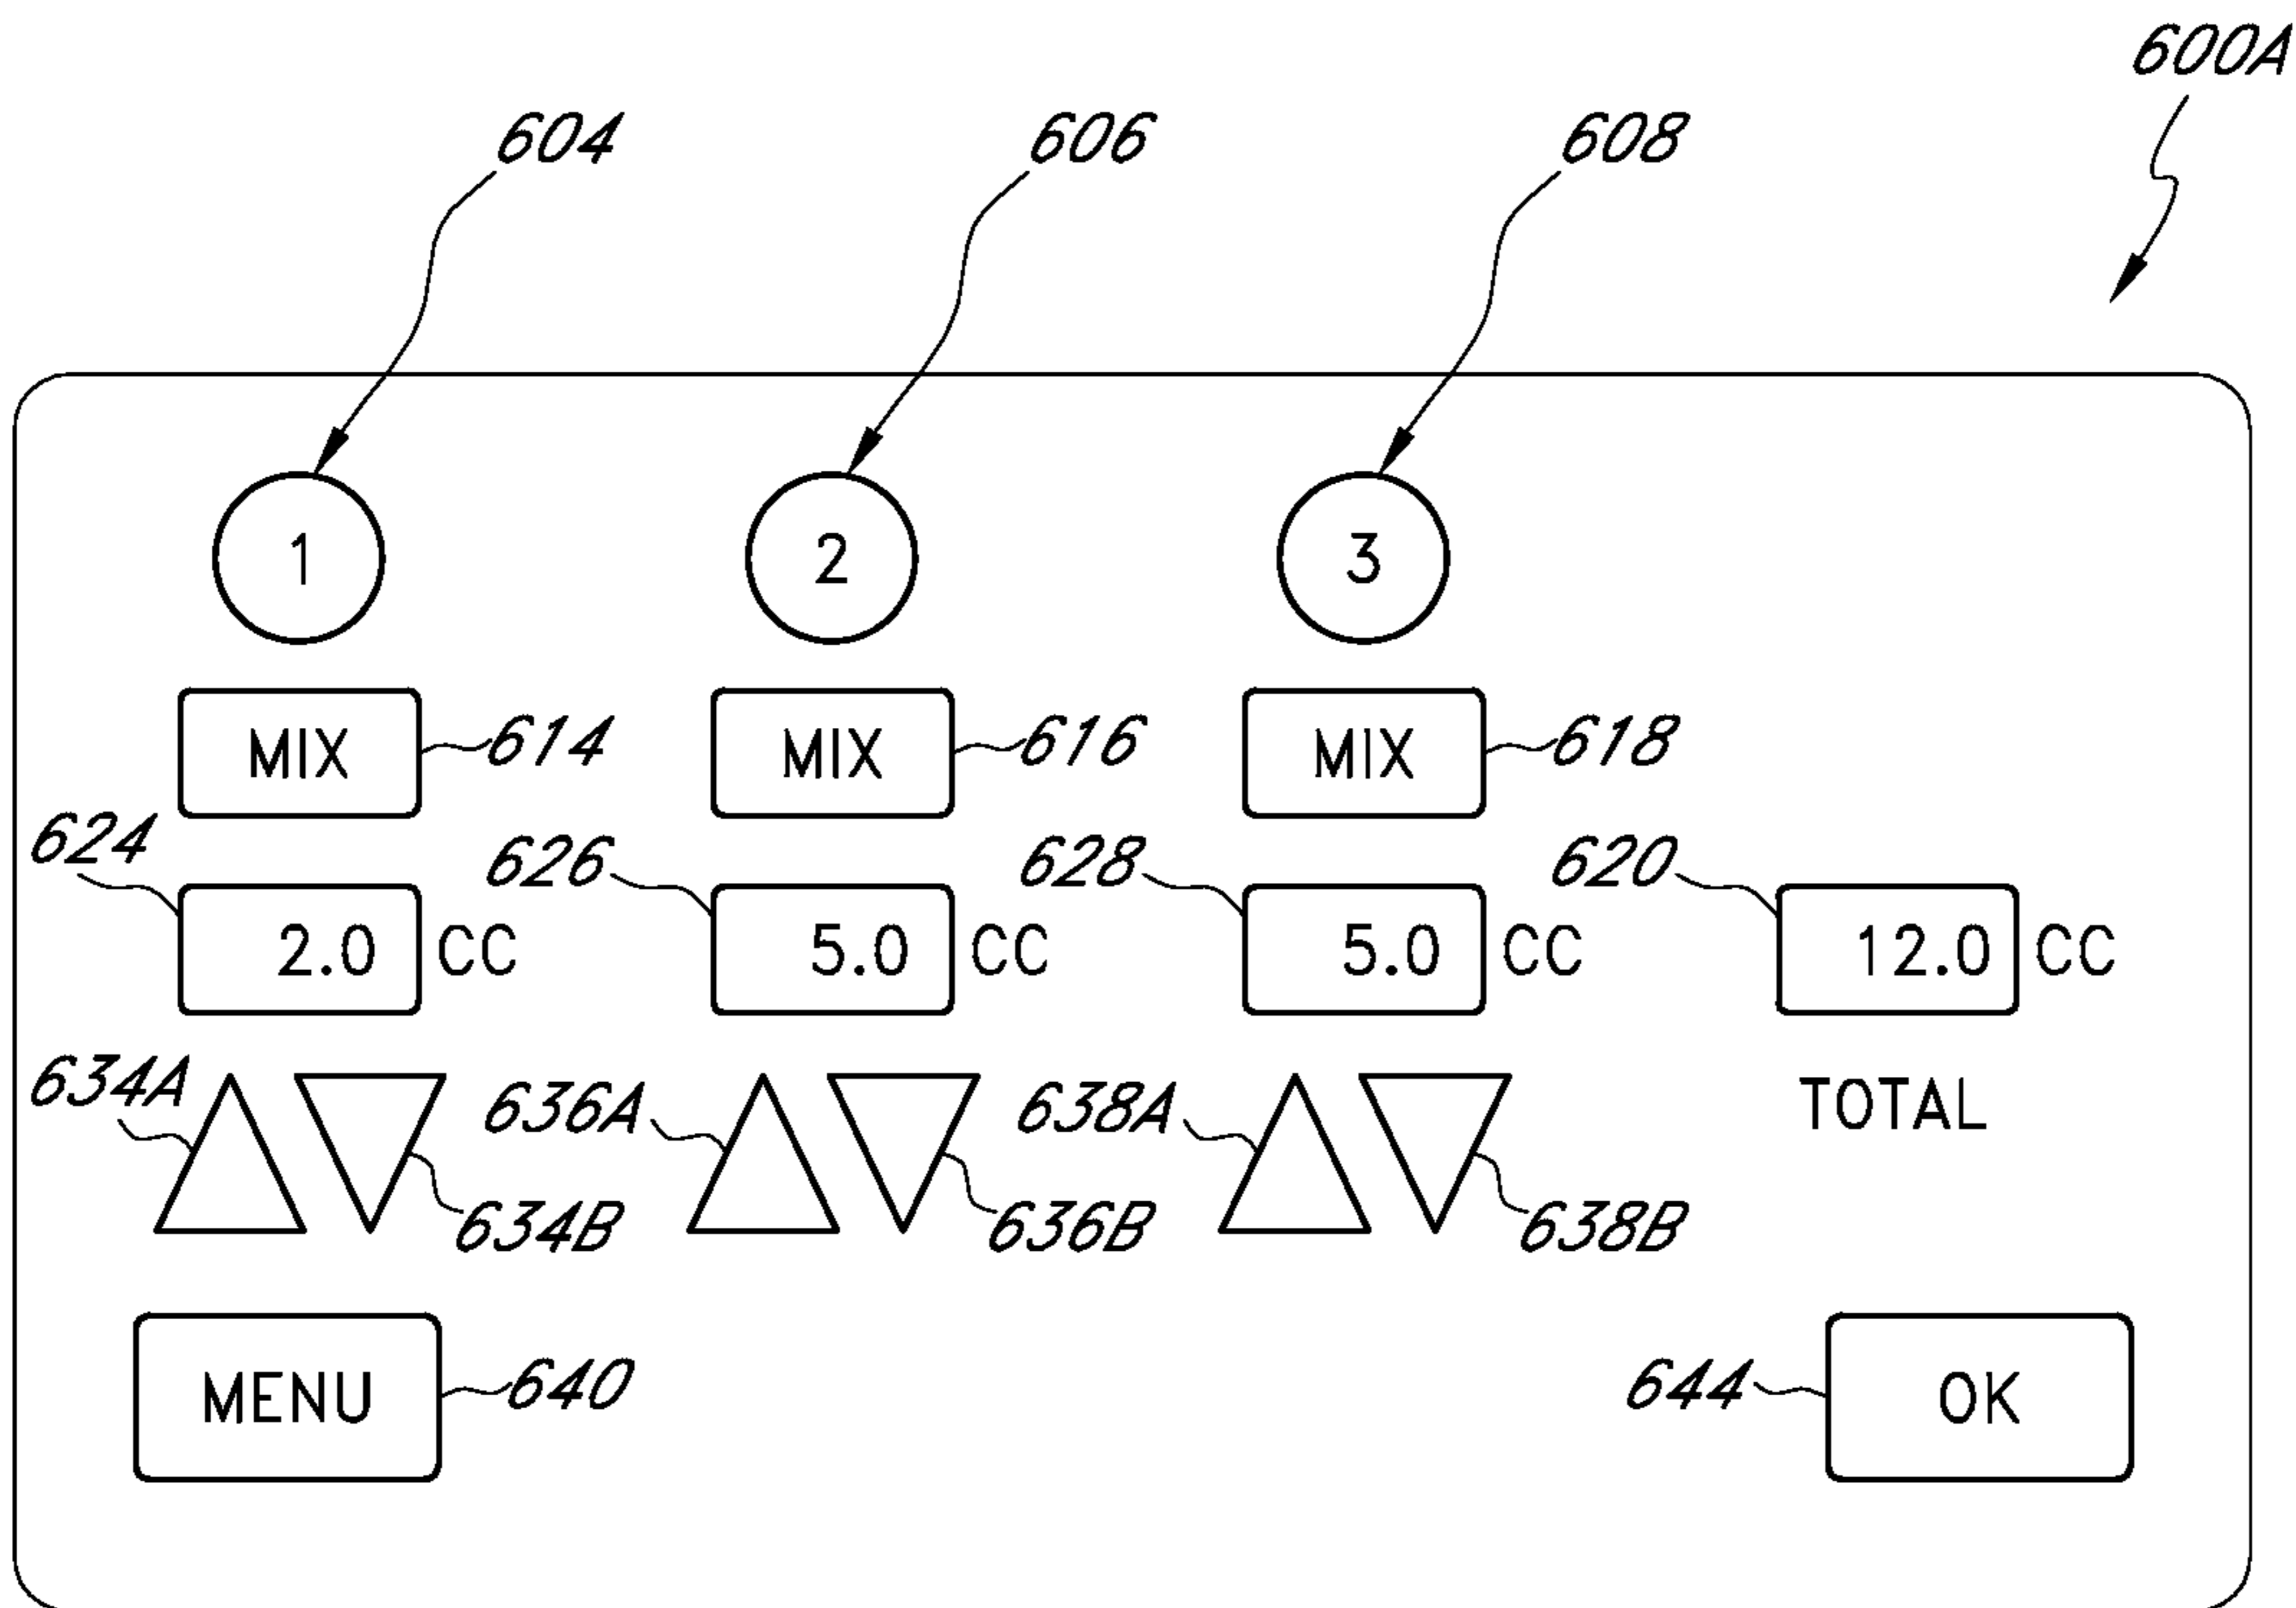 600A
604 606 608
1 2 3
MIX 614 MIX 616 MIX 618
624 626 628 620
2.0 CC 5.0 CC 5.0 CC 12.0 CC
634A 636A 638A TOTAL
634B 636B 638B
MENU 640 644 OK